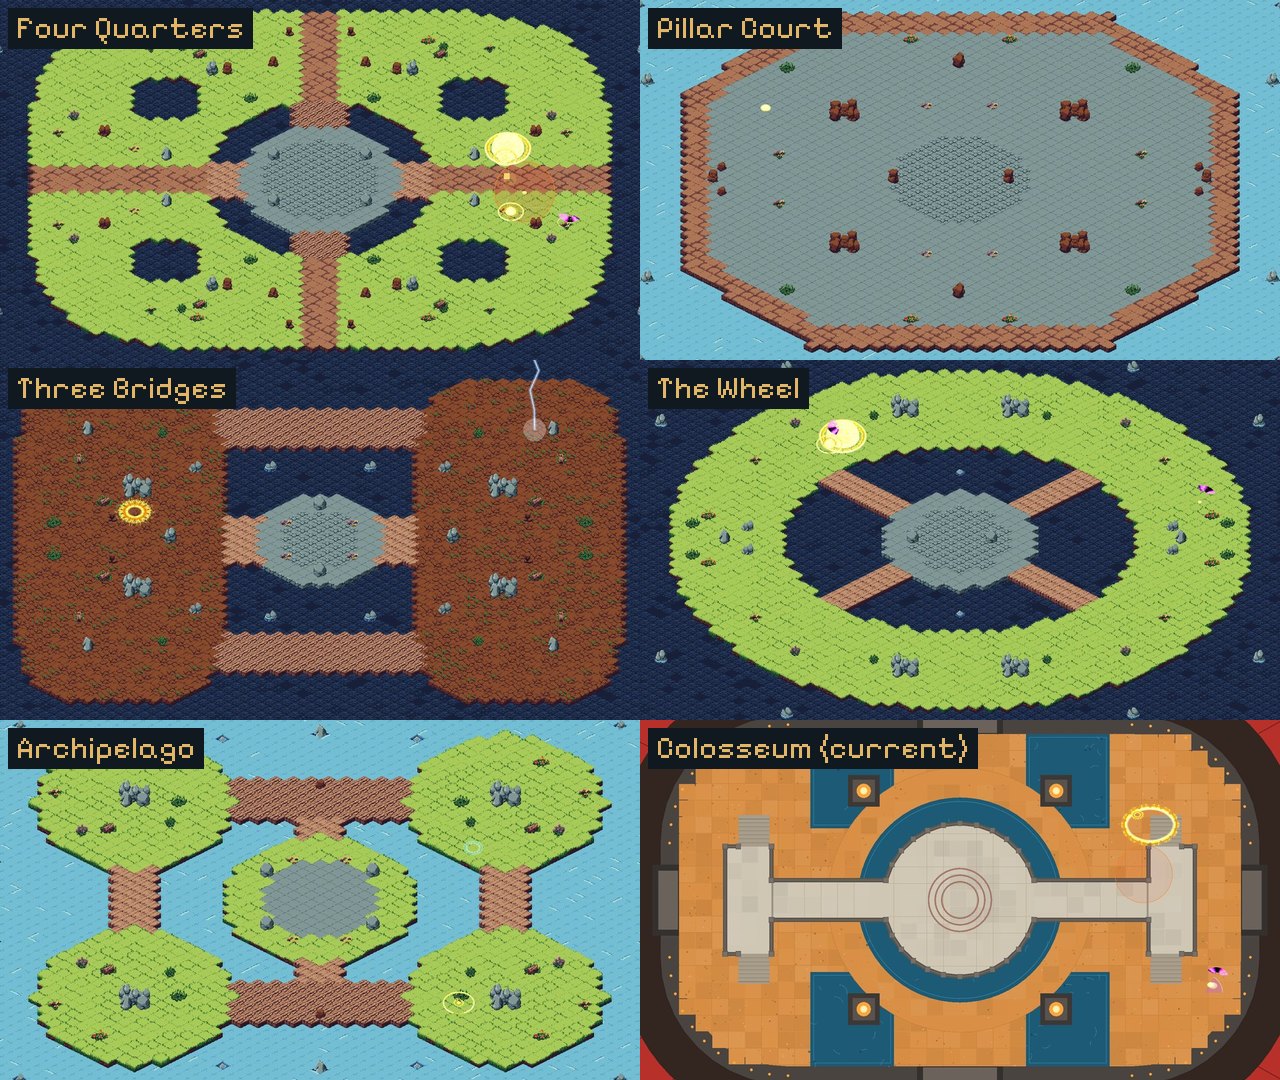 Four Quarters
Pillar Court
Three Bridges
The Wheel
Archipelago
Colosseum (current)